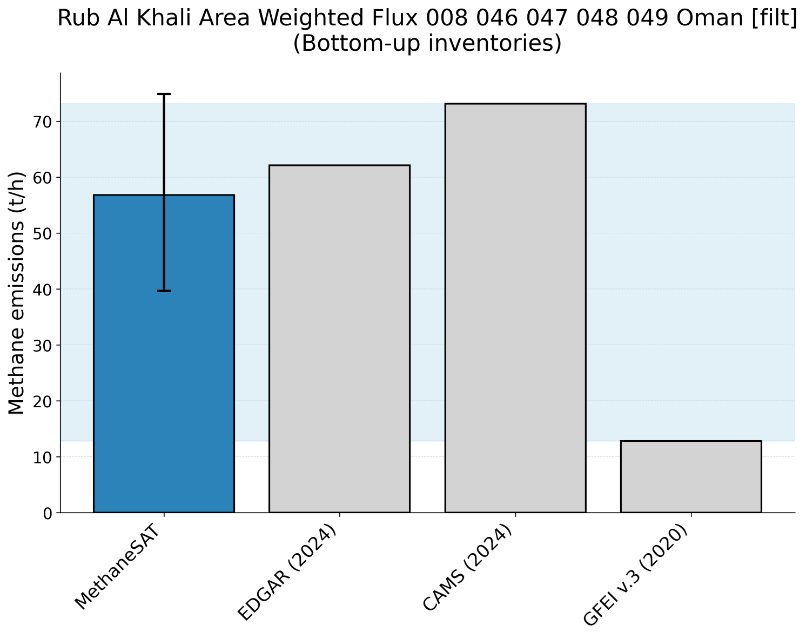 Rub Al Khali Area Weighted Flux 008 046 047 048 049 Oman [filt]
(Bottom-up inventories)
Methane emissions (t/h)
70
60
50
40
30
20
10
0
MethaneSAT
EDGAR (2024)
CAMS (2024)
GFEI v.3 (2020)